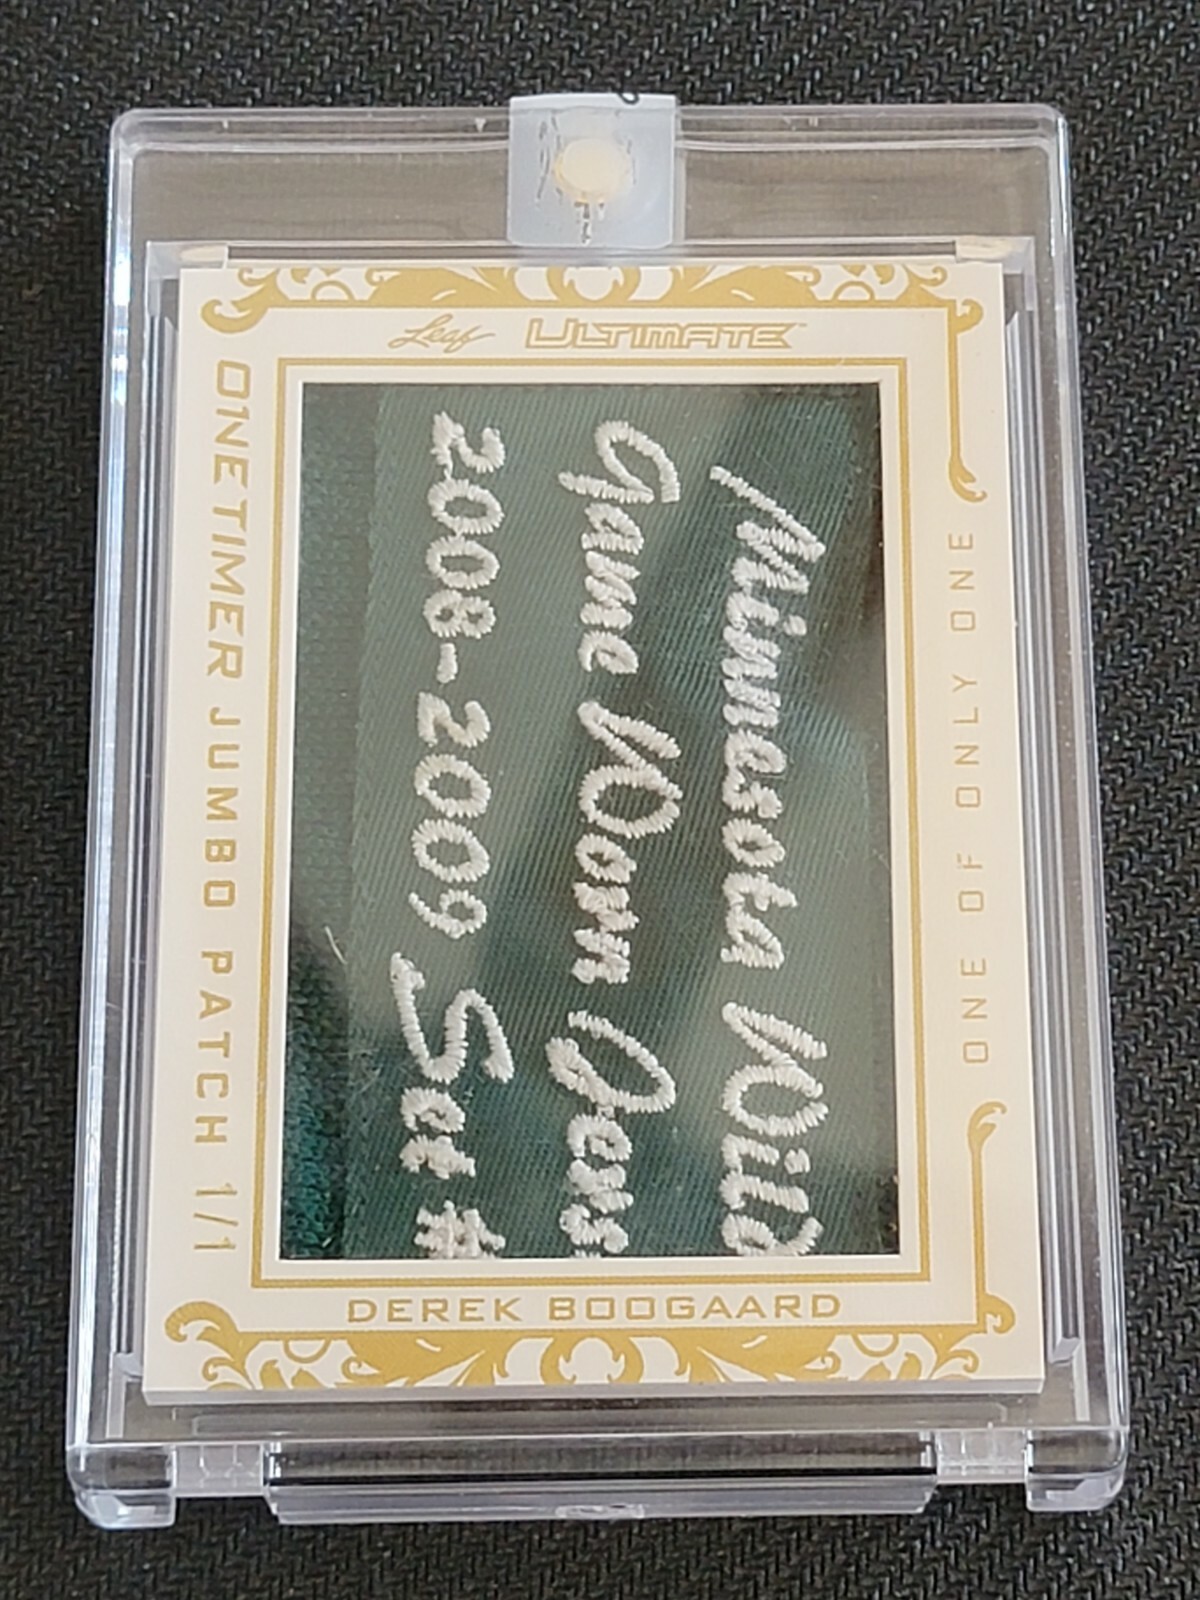 Leaf ULTIMATE
ONE TIMER JUMBO PATCH 1/1
Minnesota Wild
Game Worn Jers
2008-2009 Set #
ONE OF ONLY ONE
DEREK BOOGAARD